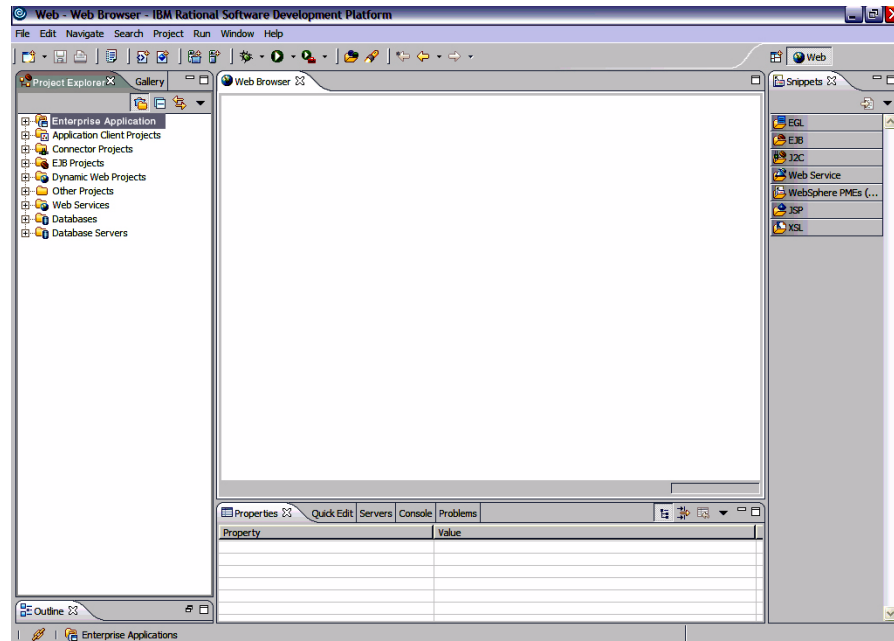 Web - Web Browser - IBM Rational Software Development Platform
File Edit Navigate Search Project Run Window Help
Web
Project Explorer Gallery
Web Browser
Snippets
Enterprise Application
Application Client Projects
Connector Projects
EJB Projects
Dynamic Web Projects
Other Projects
Web Services
Databases
Database Servers
EGL
EJB
J2C
Web Service
WebSphere PMEs (...
JSP
XSL
Properties Quick Edit Servers Console Problems
Property Value
Outline
Enterprise Applications